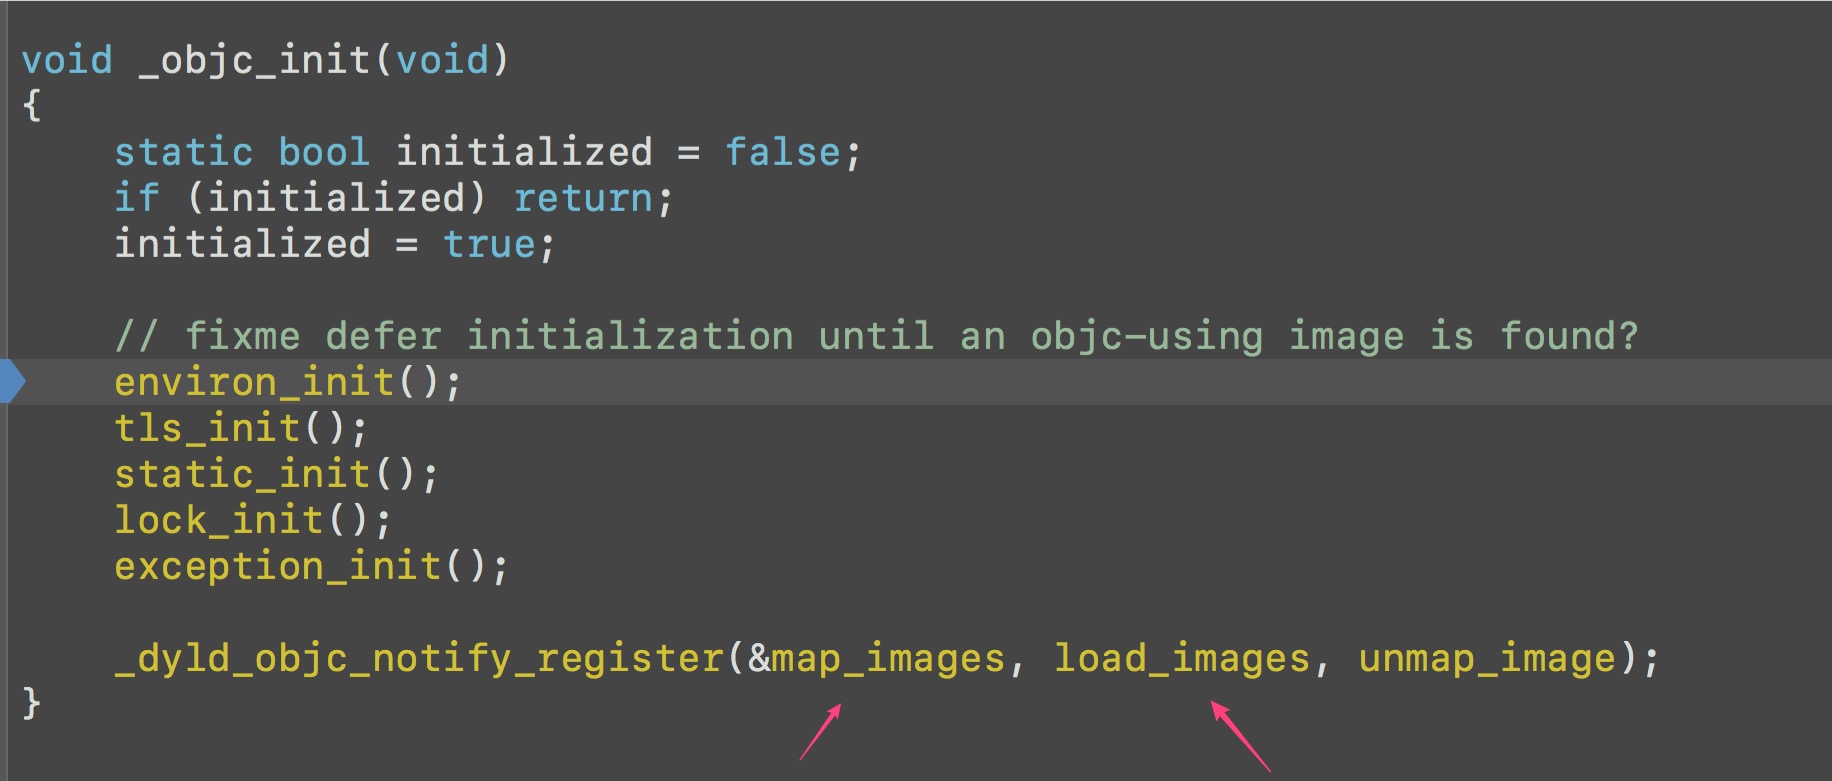 void _objc_init(void)
{
    static bool initialized = false;
    if (initialized) return;
    initialized = true;
    // fixme defer initialization until an objc-using image is found?
    environ_init();
    tls_init();
    static_init();
    lock_init();
    exception_init();
    _dyld_objc_notify_register(&map_images, load_images, unmap_image);
}